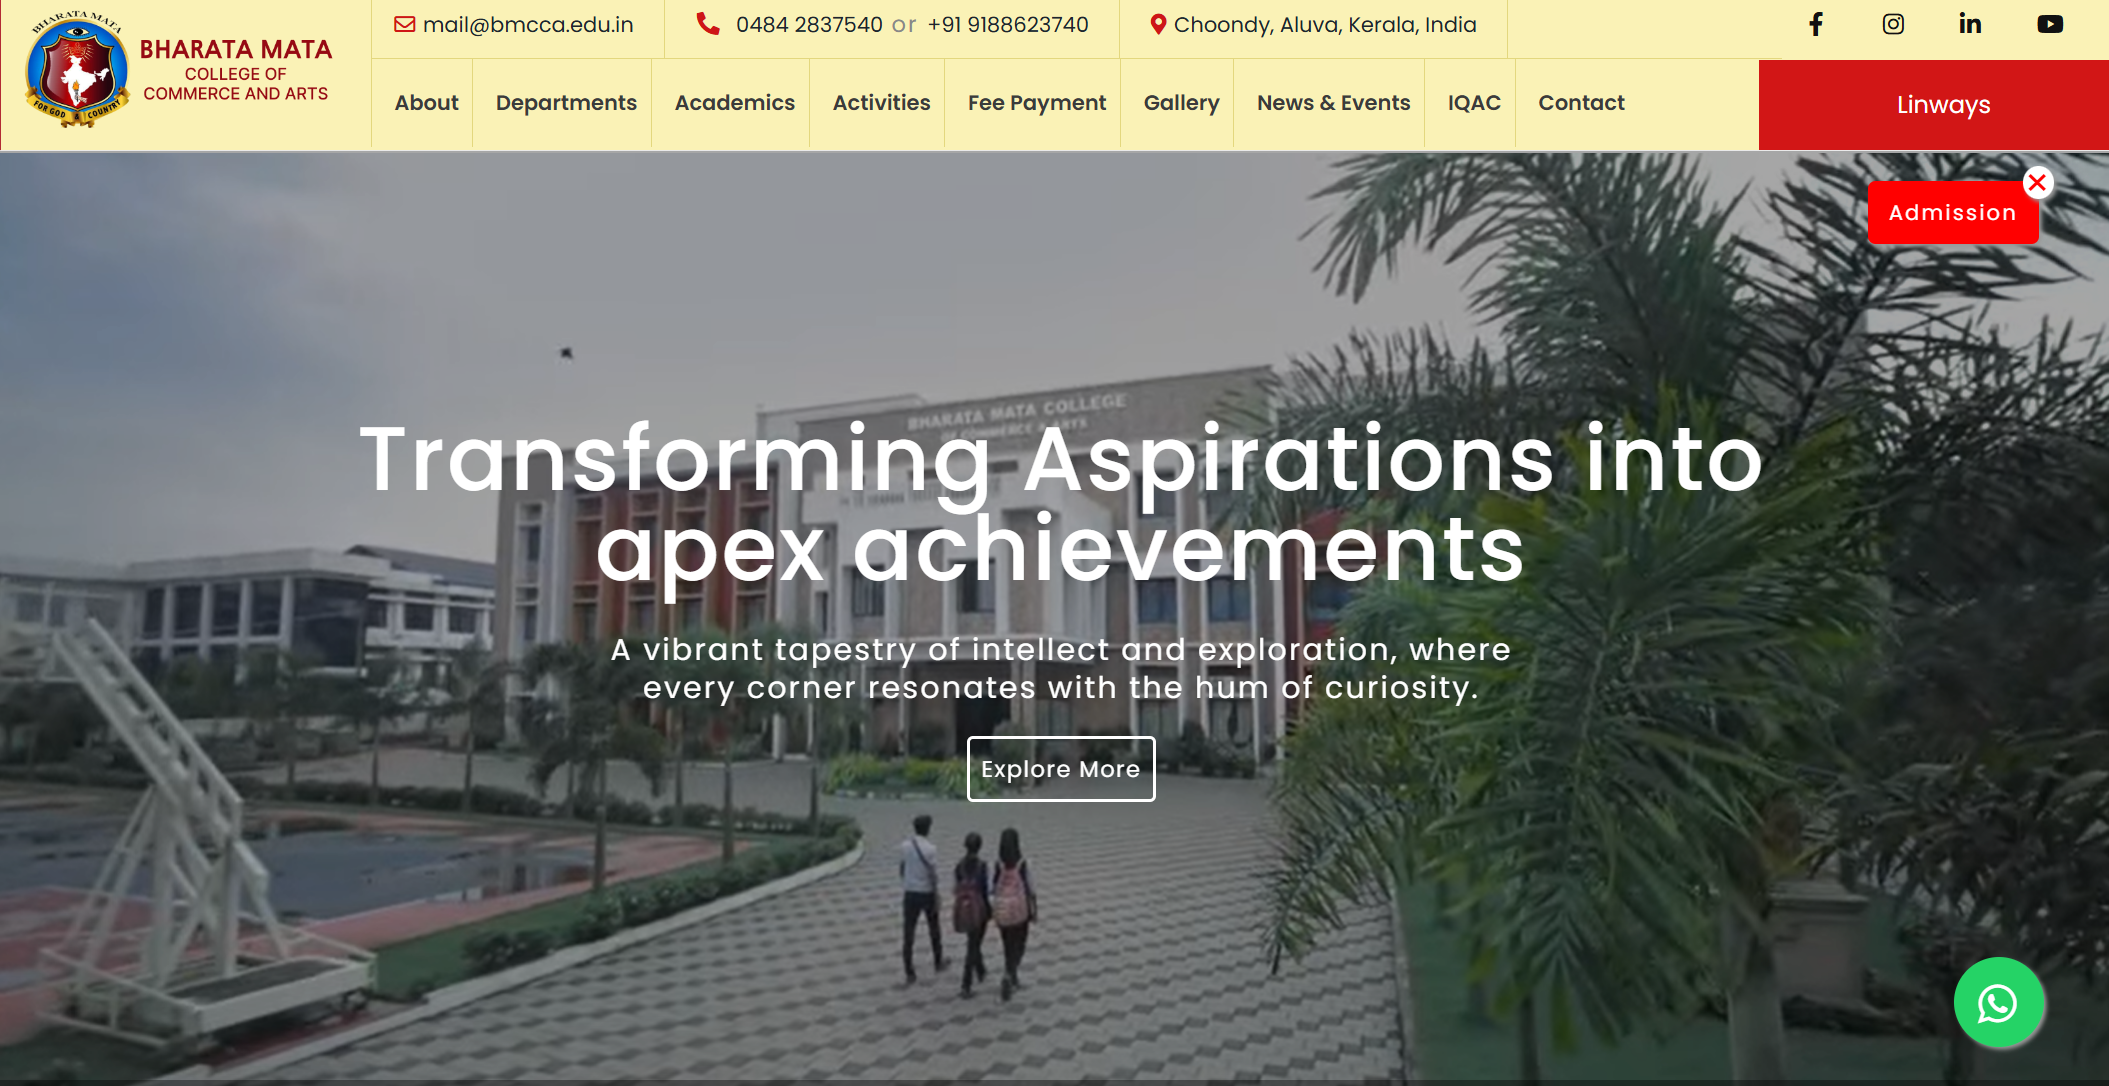 BHARATA MATA
FOR GOD & COUNTRY
BHARATA MATA
COLLEGE OF
COMMERCE AND ARTS
mail@bmcca.edu.in
0484 2837540 or +91 9188623740
Choondy, Aluva, Kerala, India
About Departments Academics Activities Fee Payment Gallery News & Events IQAC Contact
Linways
Admission
BHARATA MATA COLLEGE
Transforming Aspirations into
apex achievements
A vibrant tapestry of intellect and exploration, where
every corner resonates with the hum of curiosity.
Explore More